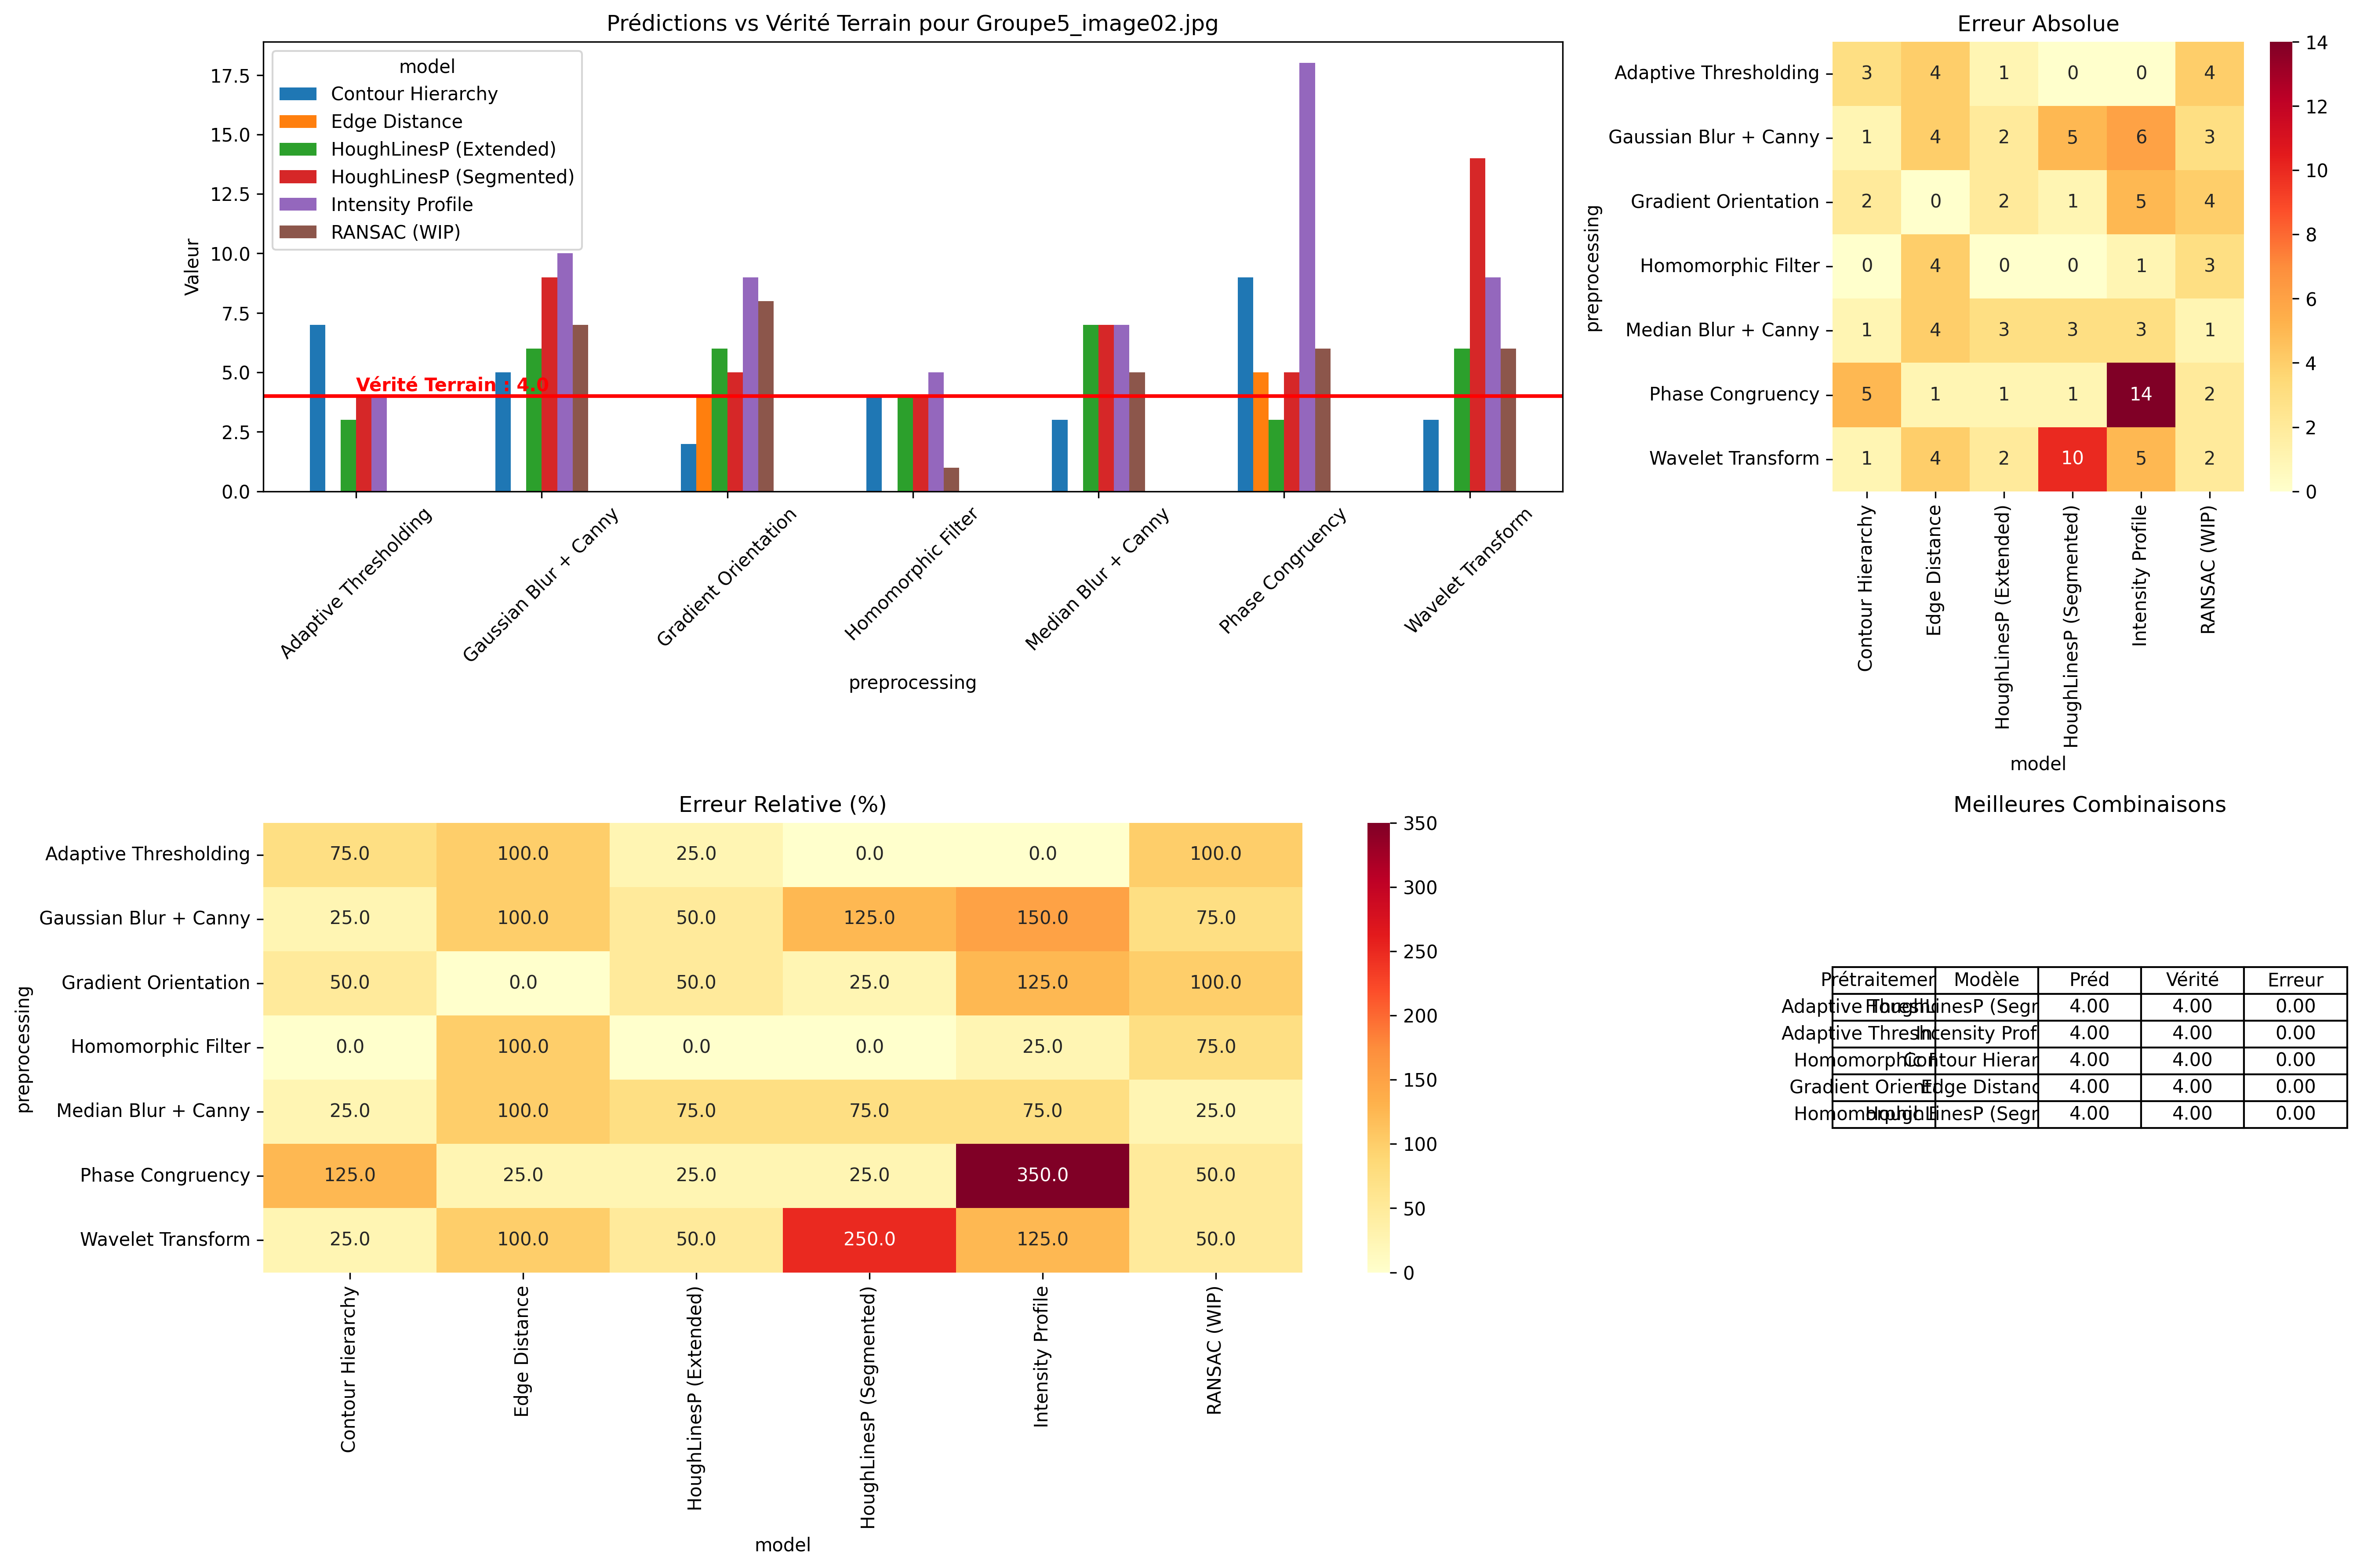 Prédictions vs Vérité Terrain pour Groupe5_image02.jpg
model
Contour Hierarchy
Edge Distance
HoughLinesP (Extended)
HoughLinesP (Segmented)
Intensity Profile
RANSAC (WIP)
Valeur
17.5
15.0
12.5
10.0
7.5
5.0
2.5
0.0
Vérité Terrain : 4.0
Adaptive Thresholding
Gaussian Blur + Canny
Gradient Orientation
Homomorphic Filter
Median Blur + Canny
Phase Congruency
Wavelet Transform
preprocessing
Erreur Absolue
preprocessing
Adaptive Thresholding 3 4 1 0 0 4
Gaussian Blur + Canny 1 4 2 5 6 3
Gradient Orientation 2 0 2 1 5 4
Homomorphic Filter 0 4 0 0 1 3
Median Blur + Canny 1 4 3 3 3 1
Phase Congruency 5 1 1 1 14 2
Wavelet Transform 1 4 2 10 5 2
Contour Hierarchy
Edge Distance
HoughLinesP (Extended)
HoughLinesP (Segmented)
Intensity Profile
RANSAC (WIP)
model
14
12
10
8
6
4
2
0
Erreur Relative (%)
preprocessing
Adaptive Thresholding 75.0 100.0 25.0 0.0 0.0 100.0
Gaussian Blur + Canny 25.0 100.0 50.0 125.0 150.0 75.0
Gradient Orientation 50.0 0.0 50.0 25.0 125.0 100.0
Homomorphic Filter 0.0 100.0 0.0 0.0 25.0 75.0
Median Blur + Canny 25.0 100.0 75.0 75.0 75.0 25.0
Phase Congruency 125.0 25.0 25.0 25.0 350.0 50.0
Wavelet Transform 25.0 100.0 50.0 250.0 125.0 50.0
Contour Hierarchy
Edge Distance
HoughLinesP (Extended)
HoughLinesP (Segmented)
Intensity Profile
RANSAC (WIP)
model
350
300
250
200
150
100
50
0
Meilleures Combinaisons
Modèle Préd Vérité Erreur
Adaptive 4.00 4.00 0.00
Adaptive 4.00 4.00 0.00
4.00 4.00 0.00
Gradient Edge 4.00 4.00 0.00
4.00 4.00 0.00